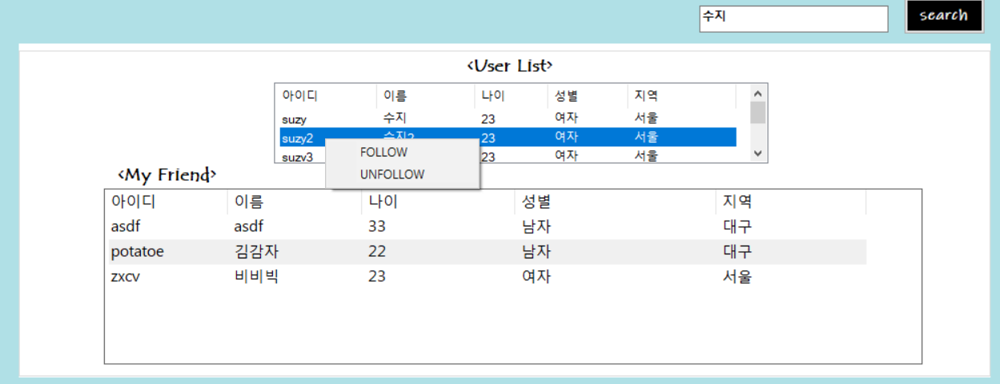 수지 search
<User List>
아이디 이름 나이 성별 지역
suzy 수지 23 여자 서울
suzy2 수지2 23 여자 서울
suzy3 23 여자 서울
FOLLOW
UNFOLLOW
<My Friend>
아이디 이름 나이 성별 지역
asdf asdf 33 남자 대구
potatoe 김감자 22 남자 대구
zxcv 비비빅 23 여자 서울